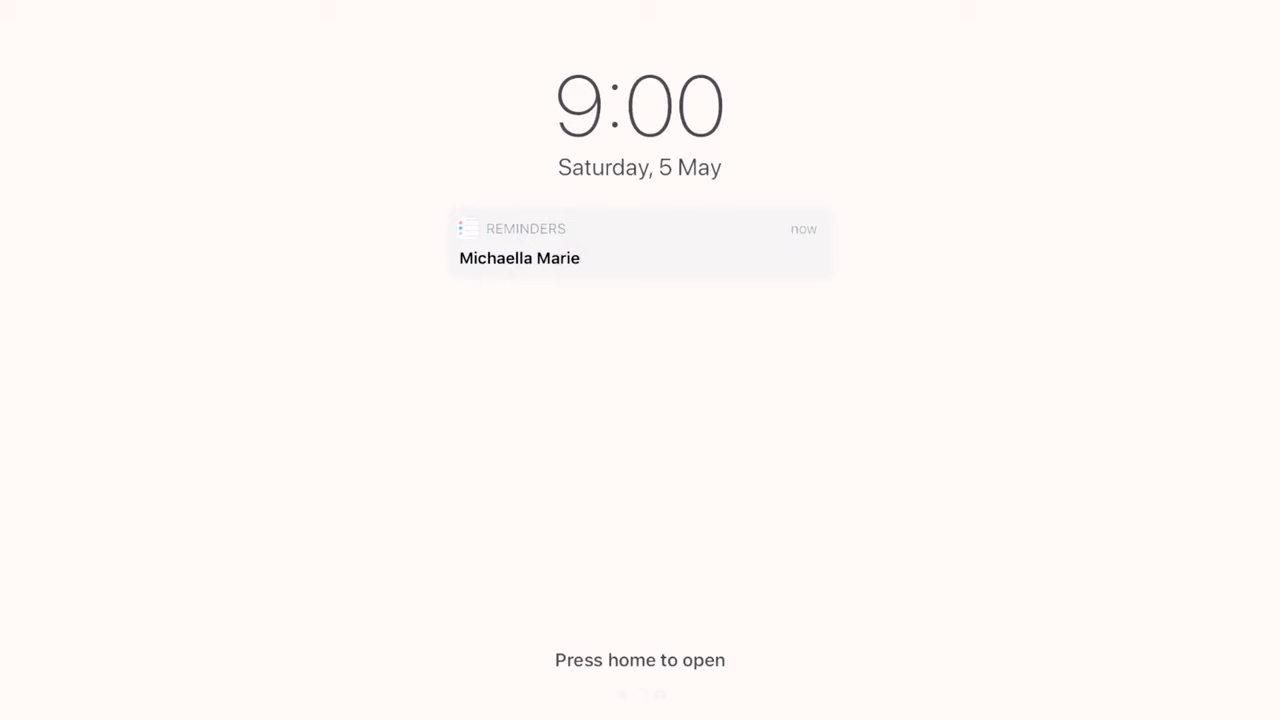 9:00
Saturday, 5 May
REMINDERS now
Michaella Marie
Press home to open